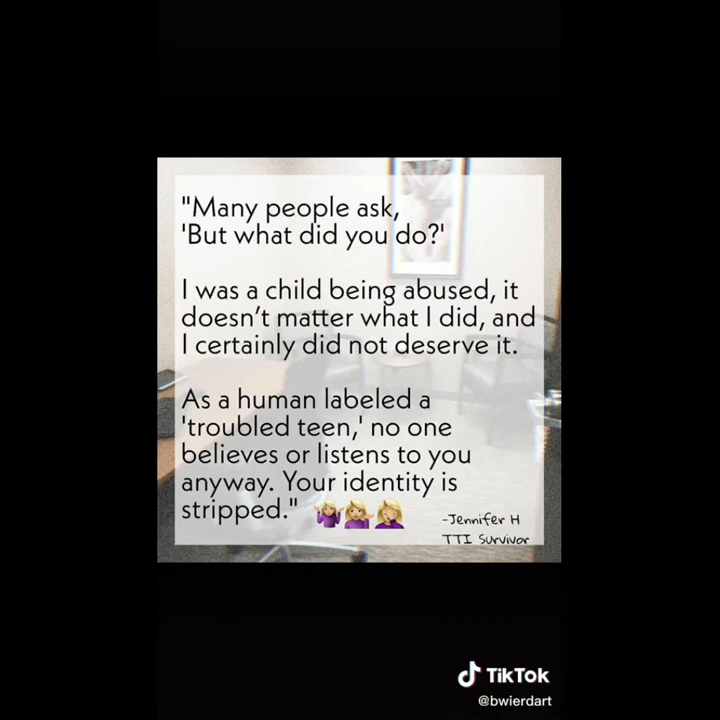 "Many people ask,
'But what did you do?'
I was a child being abused, it
doesn't matter what I did, and
I certainly did not deserve it.
As a human labeled a
'troubled teen,' no one
believes or listens to you
anyway. Your identity is
stripped." 🤷🏼‍♀️💁🏼‍♀️🤦🏼‍♀️
-Jennifer H
TTI Survivor
TikTok
@bwierdart